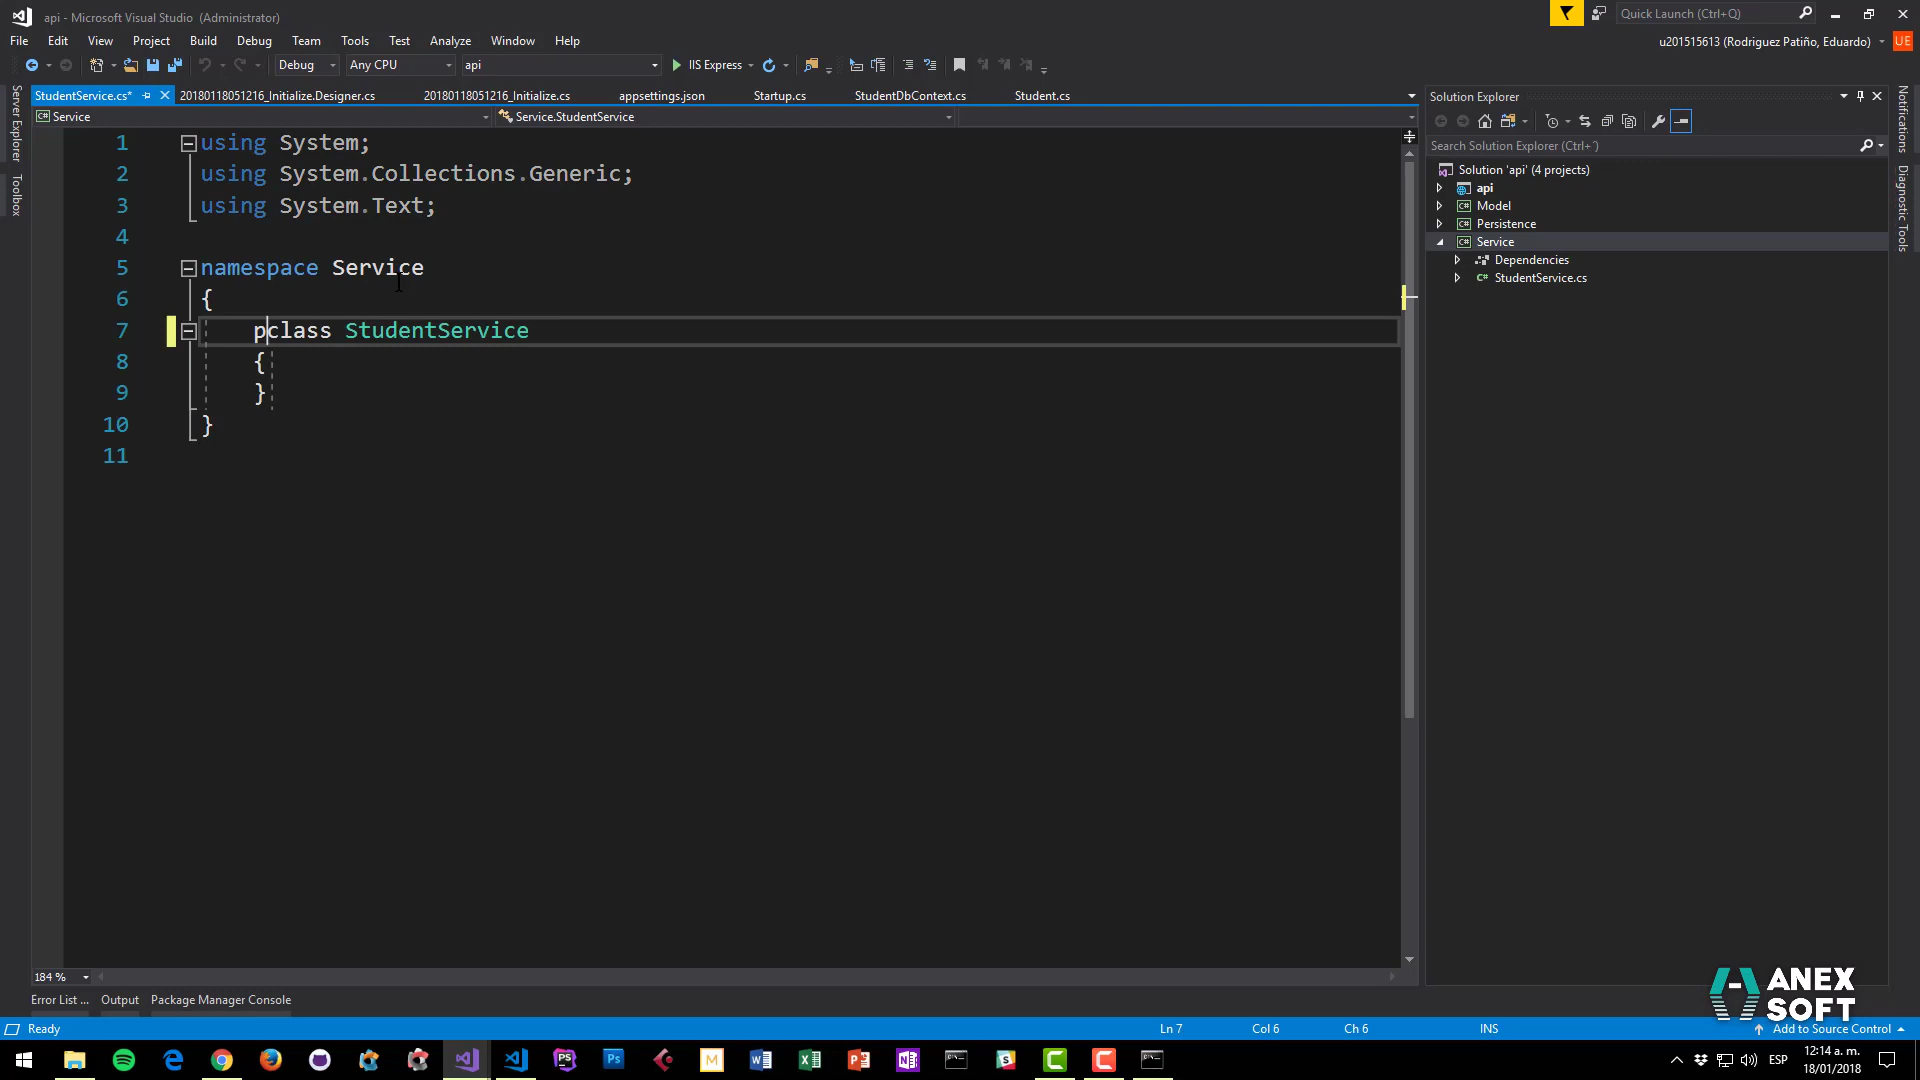 api - Microsoft Visual Studio (Administrator)
Quick Launch (Ctrl+Q)
File Edit View Project Build Debug Team Tools Test Analyze Window Help
u201515613 (Rodriguez Patiño, Eduardo) UE
Debug Any CPU api IIS Express
StudentService.cs* 20180118051216_Initialize.Designer.cs 20180118051216_Initialize.cs appsettings.json Startup.cs StudentDbContext.cs Student.cs
Service Service.StudentService
Server Explorer
Toolbox
1 using System;
2 using System.Collections.Generic;
3 using System.Text;
4
5 namespace Service
6 {
7 pclass StudentService
8 {
9 }
10 }
11
Solution Explorer
Search Solution Explorer (Ctrl+´)
Solution 'api' (4 projects)
api
Model
Persistence
Service
Dependencies
StudentService.cs
Notifications
Diagnostic Tools
184 %
Error List ... Output Package Manager Console
ANEX
SOFT
Ready Ln 7 Col 6 Ch 6 INS Add to Source Control
ESP 12:14 a. m.
18/01/2018